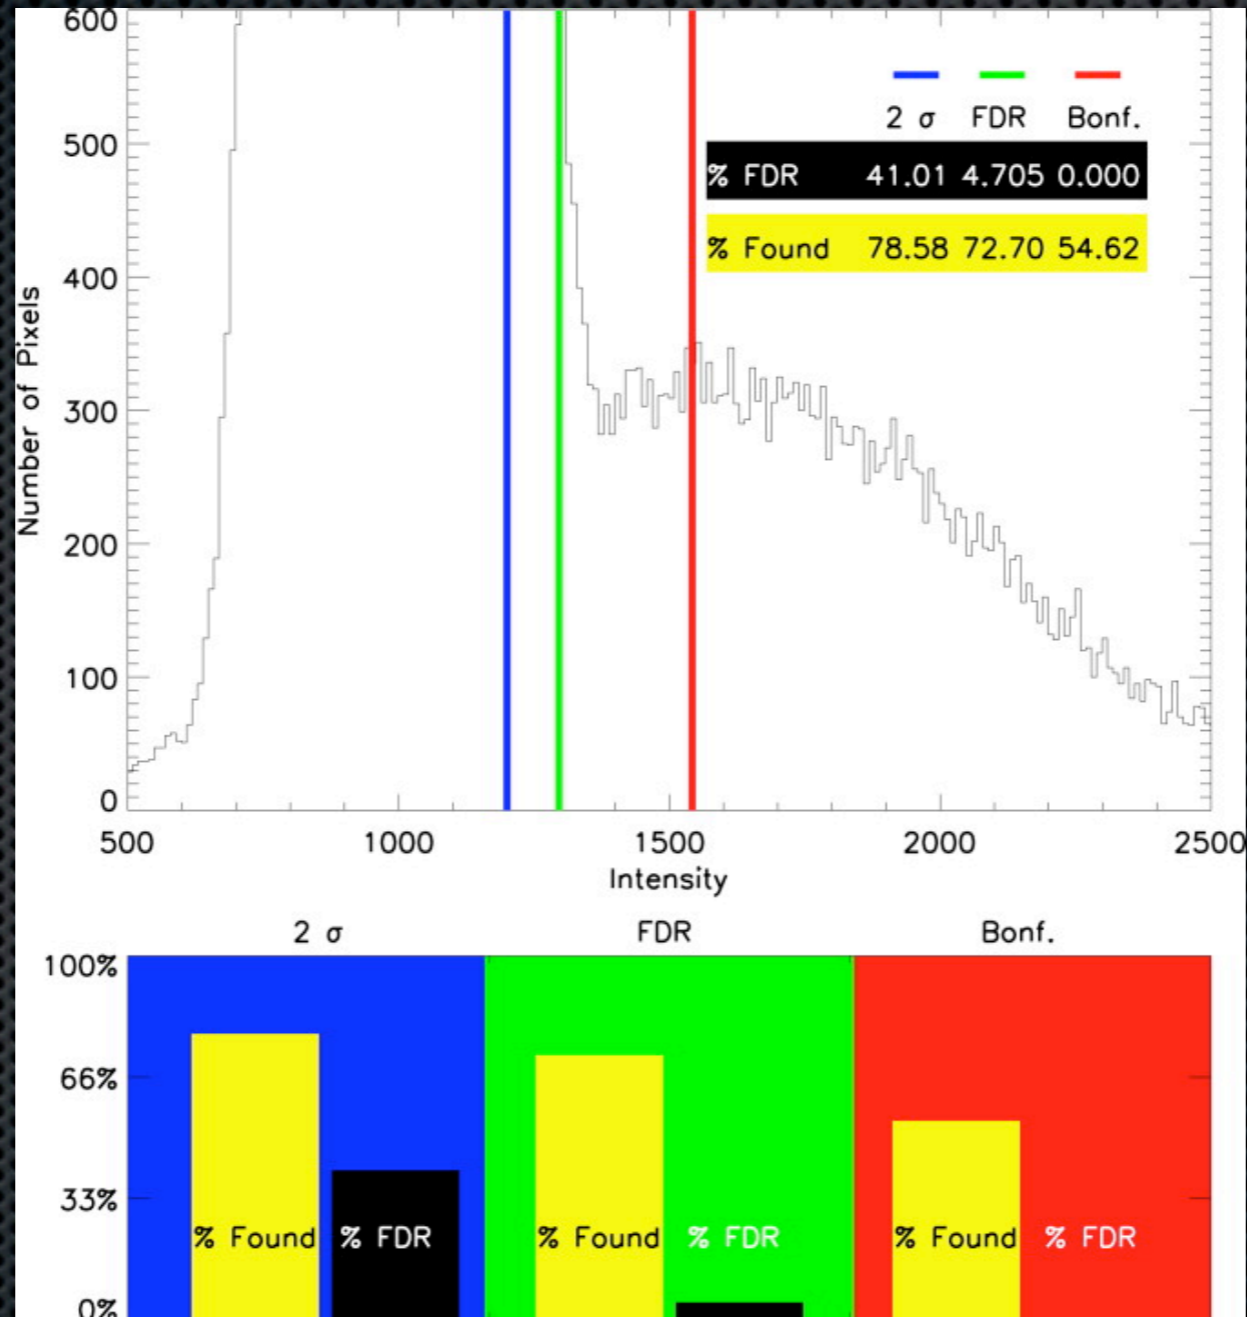 600
500
400
300
200
100
0
Number of Pixels
2 σ FDR Bonf.
% FDR 41.01 4.705 0.000
% Found 78.58 72.70 54.62
500 1000 1500 2000 2500
Intensity
2 σ FDR Bonf.
100%
66%
33%
0%
% Found % FDR % Found % FDR % Found % FDR